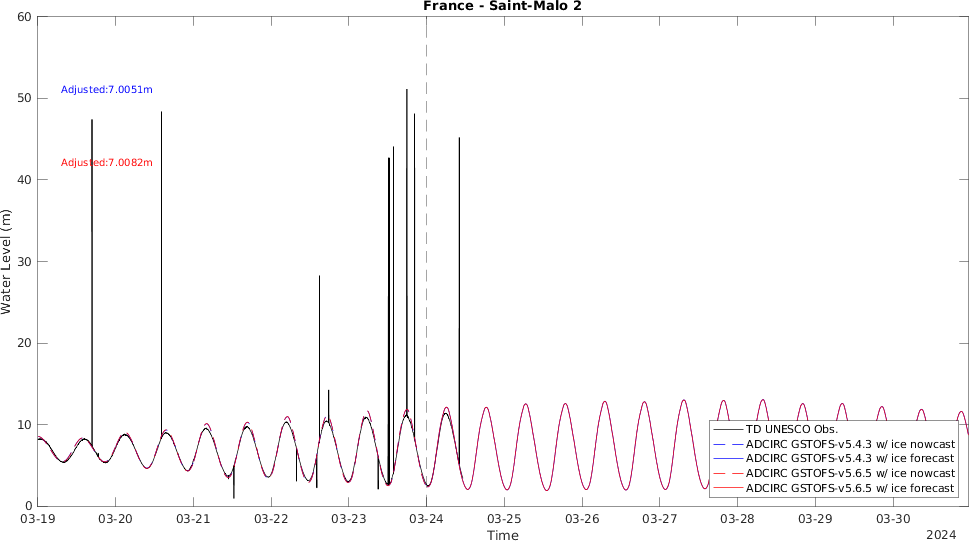 France - Saint-Malo 2
60
50
40
30
20
10
0
Water Level (m)
Adjusted:7.0051m
Adjusted:7.0082m
TD UNESCO Obs.
ADCIRC GSTOFS-v5.4.3 w/ ice nowcast
ADCIRC GSTOFS-v5.4.3 w/ ice forecast
ADCIRC GSTOFS-v5.6.5 w/ ice nowcast
ADCIRC GSTOFS-v5.6.5 w/ ice forecast
03-19 03-20 03-21 03-22 03-23 03-24 03-25 03-26 03-27 03-28 03-29 03-30
Time
2024